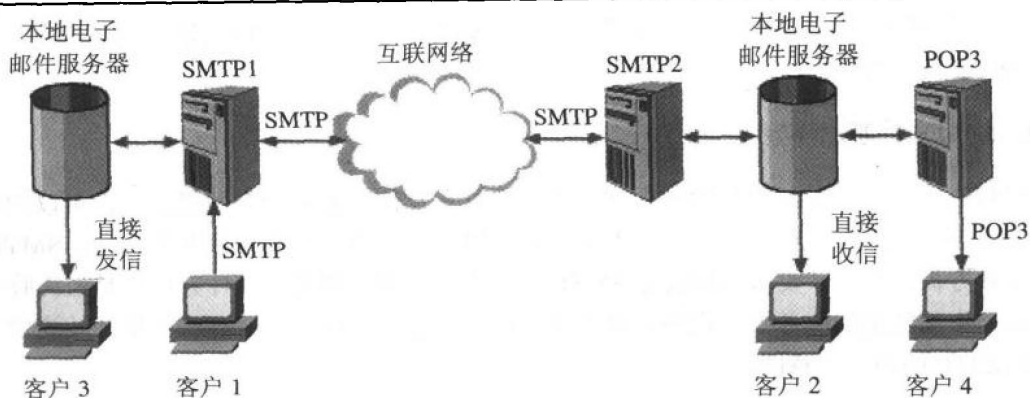 本地电子
邮件服务器
SMTP1
互联网络
SMTP2
本地电子
邮件服务器
POP3
SMTP
SMTP
直接
发信
SMTP
直接
收信
POP3
客户 3
客户 1
客户 2
客户 4